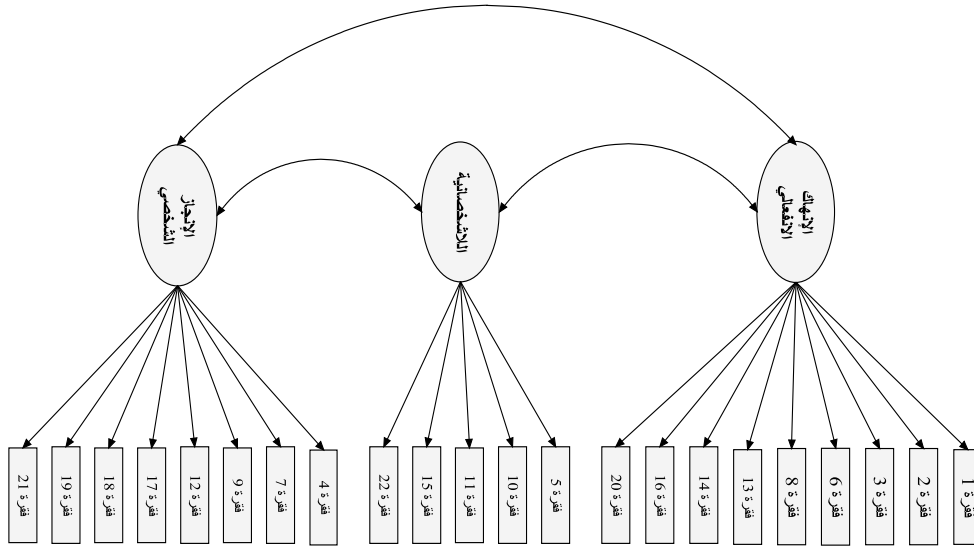 الإنهاك
الإنفعالي
اللاشخصانية
الإنجاز
الشخصي
فقرة 1
فقرة 2
فقرة 3
فقرة 6
فقرة 8
فقرة 13
فقرة 14
فقرة 16
فقرة 20
فقرة 5
فقرة 10
فقرة 11
فقرة 15
فقرة 22
فقرة 4
فقرة 7
فقرة 9
فقرة 12
فقرة 17
فقرة 18
فقرة 19
فقرة 21